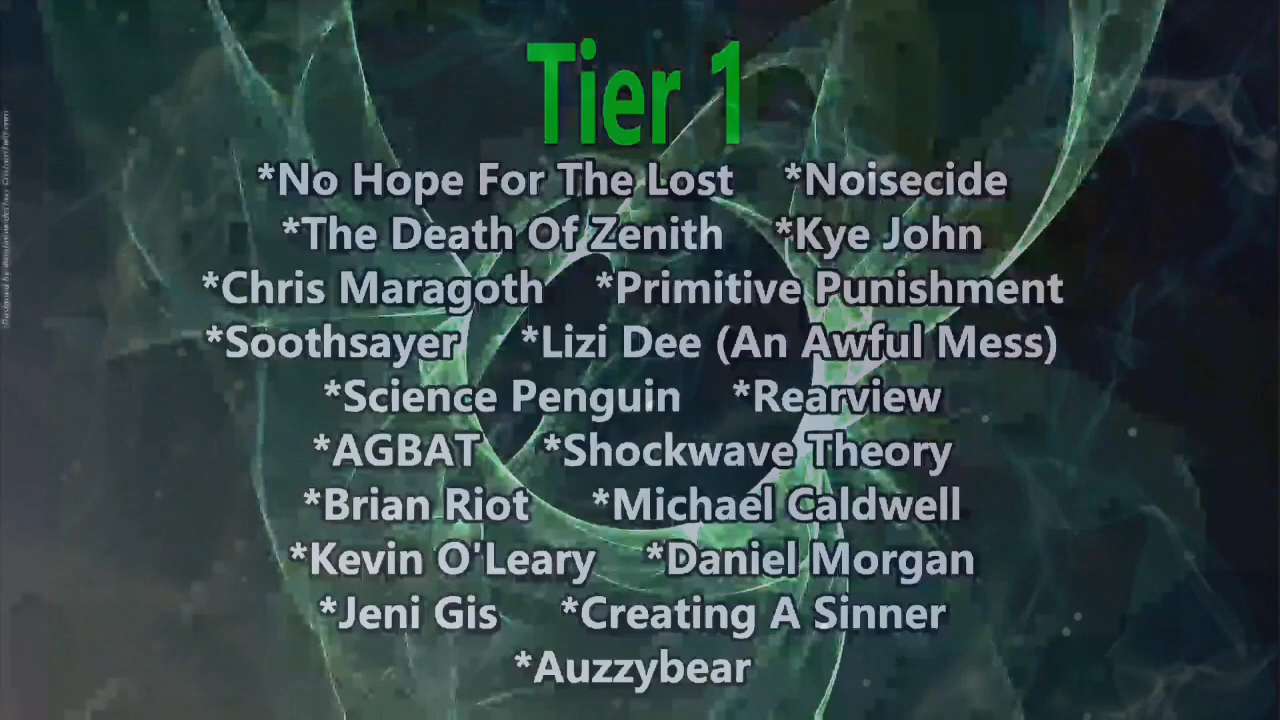 Tier 1
*No Hope For The Lost *Noisecide
*The Death Of Zenith *Kye John
*Chris Maragoth *Primitive Punishment
*Soothsayer *Lizi Dee (An Awful Mess)
*Science Penguin *Rearview
*AGBAT *Shockwave Theory
*Brian Riot *Michael Caldwell
*Kevin O'Leary *Daniel Morgan
*Jeni Gis *Creating A Sinner
*Auzzybear